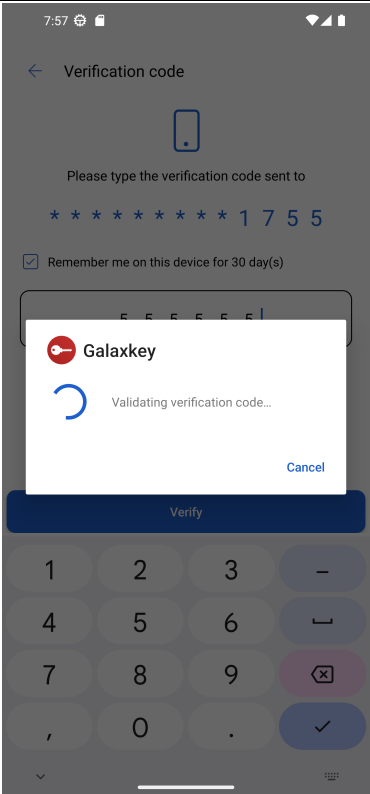 7:57
Verification code
Please type the verification code sent to
* * * * * * * * * 1 7 5 5
Remember me on this device for 30 day(s)
5 5 5 5 5 5
Galaxkey
Validating verification code...
Cancel
Verify
1 2 3 –
4 5 6
7 8 9
, 0 .